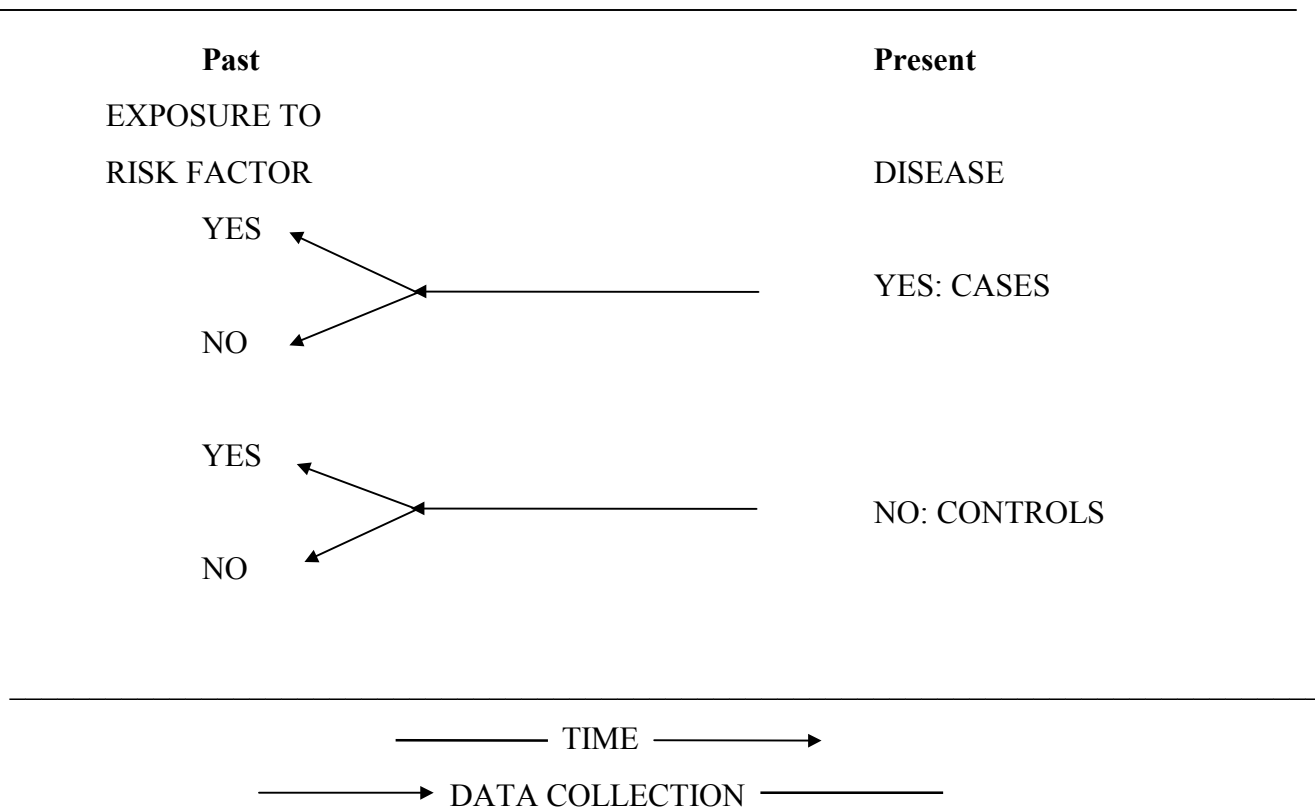 Past Present
EXPOSURE TO
RISK FACTOR DISEASE
YES
YES: CASES
NO
YES
NO: CONTROLS
NO
TIME
DATA COLLECTION